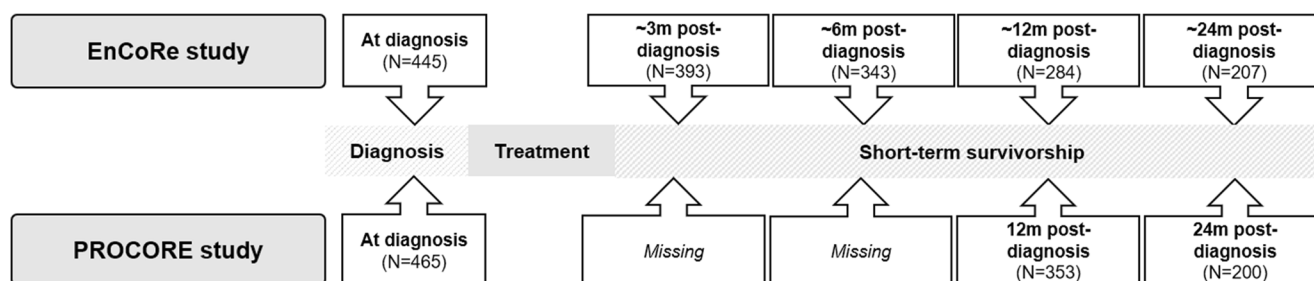 EnCoRe study
At diagnosis
(N=445)
~3m post-
diagnosis
(N=393)
~6m post-
diagnosis
(N=343)
~12m post-
diagnosis
(N=284)
~24m post-
diagnosis
(N=207)
Diagnosis
Treatment
Short-term survivorship
PROCORE study
At diagnosis
(N=465)
Missing
Missing
12m post-
diagnosis
(N=353)
24m post-
diagnosis
(N=200)